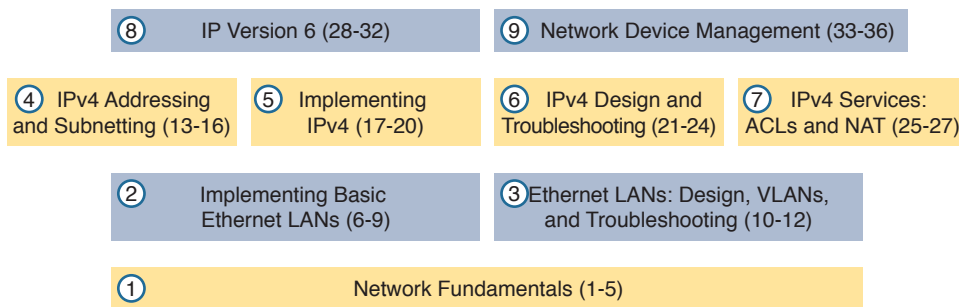 8 IP Version 6 (28-32)
9 Network Device Management (33-36)
4 IPv4 Addressing
and Subnetting (13-16)
5 Implementing
IPv4 (17-20)
6 IPv4 Design and
Troubleshooting (21-24)
7 IPv4 Services:
ACLs and NAT (25-27)
2 Implementing Basic
Ethernet LANs (6-9)
3 Ethernet LANs: Design, VLANs,
and Troubleshooting (10-12)
1 Network Fundamentals (1-5)